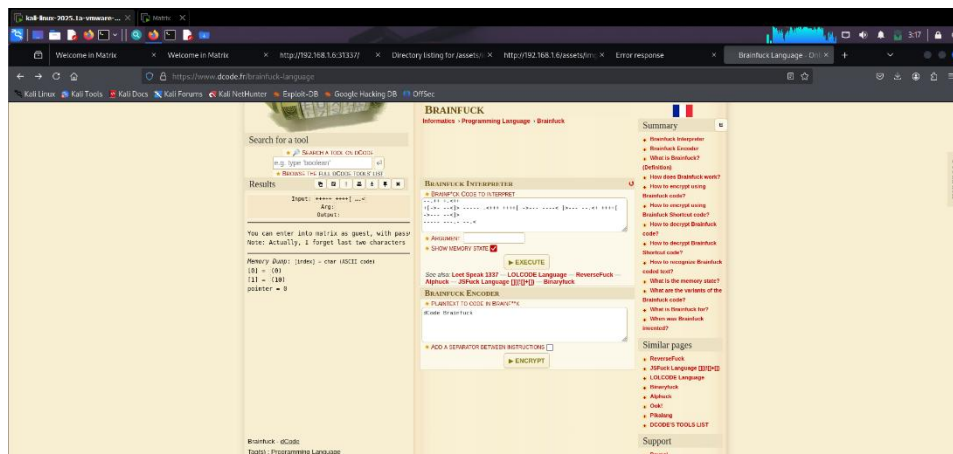 kali-linux-2025.1a-vmware-...
Matrix
3:17
Welcome in Matrix
Welcome in Matrix
http://192.168.1.6:31337/
Directory listing for /assets/
http://192.168.1.6/assets/im
Error response
Brainfuck Language - Onl
https://www.dcode.fr/brainfuck-language
Kali Linux
Kali Tools
Kali Docs
Kali Forums
Kali NetHunter
Exploit-DB
Google Hacking DB
OffSec
BRAINFUCK
Informatics › Programming Language › Brainfuck
Search for a tool
SEARCH A TOOL ON DCODE
e.g. type 'boolean'
BROWSE THE FULL DCODE TOOLS' LIST
Results
Input:
Arg:
Output:
You can enter into matrix as guest, with pass
Note: Actually, I forget last two characters
Memory Dump: [index] = char (ASCII code)
[0] = (0)
[1] = (10)
pointer = 0
Brainfuck - dCode
Tag(s) : Programming Language
BRAINFUCK INTERPRETER
BRAINF*CK CODE TO INTERPRET
ARGUMENT
SHOW MEMORY STATE
EXECUTE
See also: Leet Speak 1337 — LOLCODE Language — ReverseFuck —
Alphuck — JSFuck Language []()![]+[] — Binaryfuck
BRAINFUCK ENCODER
PLAINTEXT TO CODE IN BRAINF**K
dCode Brainfuck
ADD A SEPARATOR BETWEEN INSTRUCTIONS
ENCRYPT
Summary
Brainfuck Interpreter
Brainfuck Encoder
What is Brainfuck?
(Definition)
How does Brainfuck work?
How to encrypt using
Brainfuck code?
How to encrypt using
Brainfuck Shortcut code?
How to decrypt Brainfuck
code?
How to decrypt Brainfuck
Shortcut code?
How to recognize Brainfuck
coded text?
What is the memory state?
What are the variants of the
Brainfuck code?
What is Brainfuck for?
When was Brainfuck
invented?
Similar pages
ReverseFuck
JSFuck Language []()![]+[]
LOLCODE Language
Binaryfuck
Alphuck
Ook!
Pikalang
DCODE'S TOOLS LIST
Support